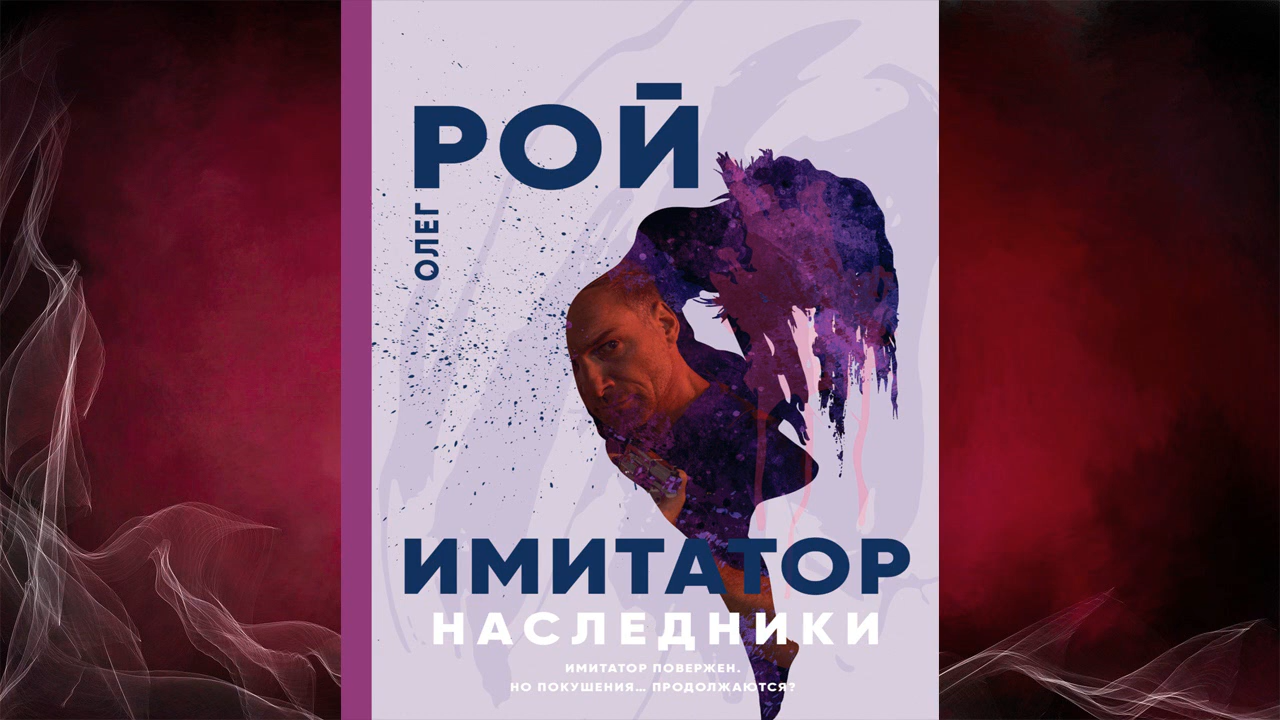 РОЙ
ОЛЕГ
ИМИТАТОР
НАСЛЕДНИКИ
ИМИТАТОР ПОВЕРЖЕН.
НО ПОКУШЕНИЯ... ПРОДОЛЖАЮТСЯ?